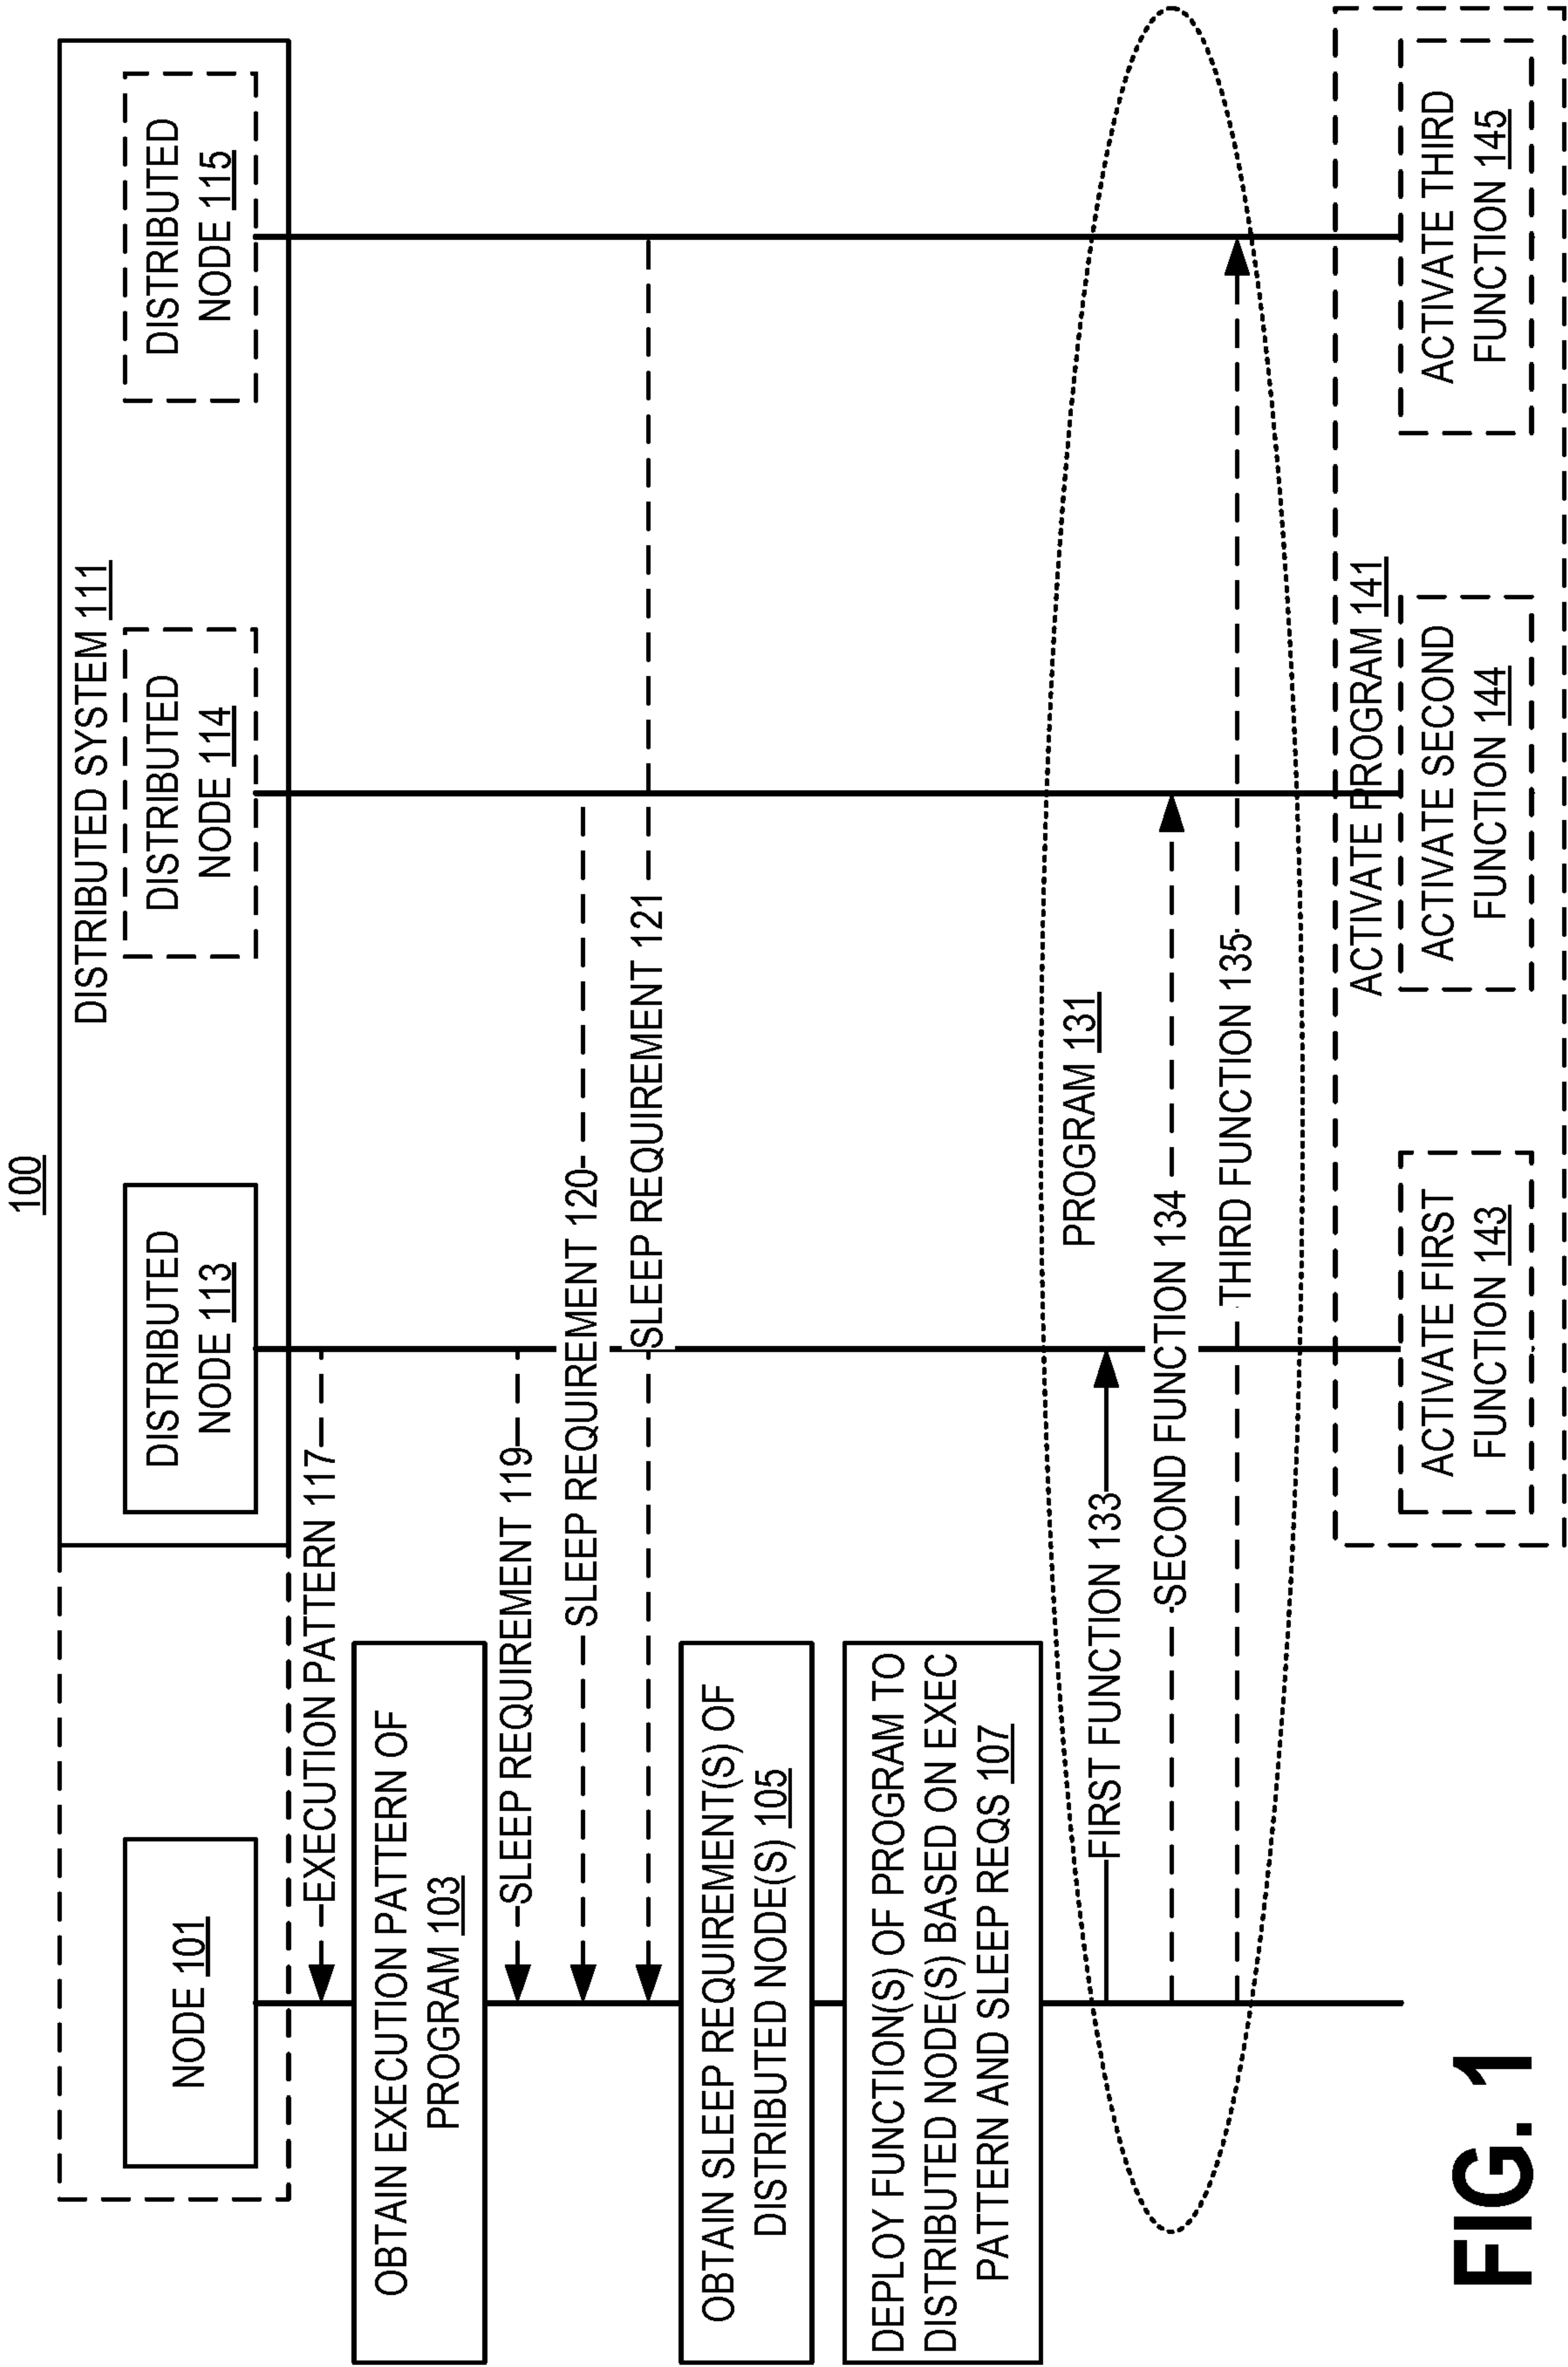 100
DISTRIBUTED SYSTEM 111
NODE 101
DISTRIBUTED
NODE 113
DISTRIBUTED
NODE 114
DISTRIBUTED
NODE 115
EXECUTION PATTERN 117
OBTAIN EXECUTION PATTERN OF
PROGRAM 103
SLEEP REQUIREMENT 119
SLEEP REQUIREMENT 120
SLEEP REQUIREMENT 121
OBTAIN SLEEP REQUIREMENT(S) OF
DISTRIBUTED NODE(S) 105
DEPLOY FUNCTION(S) OF PROGRAM TO
DISTRIBUTED NODE(S) BASED ON EXEC
PATTERN AND SLEEP REQS 107
PROGRAM 131
FIRST FUNCTION 133
SECOND FUNCTION 134
THIRD FUNCTION 135
ACTIVATE PROGRAM 141
ACTIVATE FIRST
FUNCTION 143
ACTIVATE SECOND
FUNCTION 144
ACTIVATE THIRD
FUNCTION 145
FIG. 1